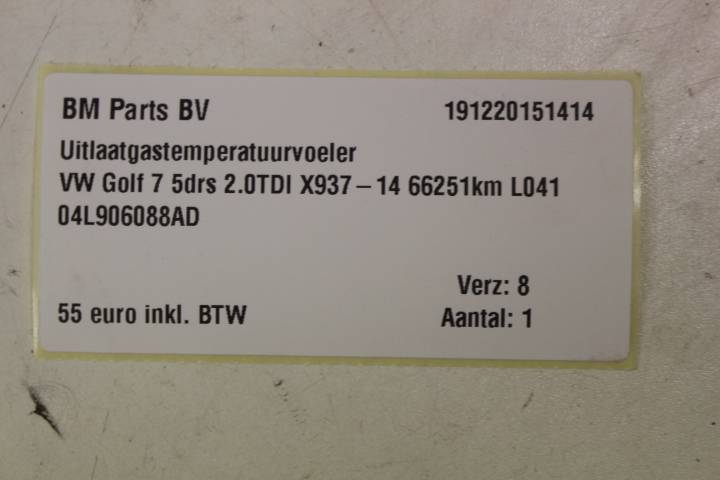 BM Parts BV 191220151414
Uitlaatgastemperatuurvoeler
VW Golf 7 5drs 2.0TDI X937-14 66251km L041
04L906088AD
Verz: 8
55 euro inkl. BTW Aantal: 1